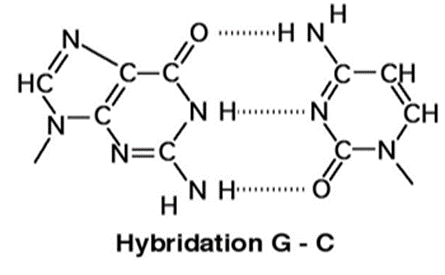 H
N O H N
C C C CH
HC N H N CH
N C C N
N C
N H O
H
Hybridation G - C